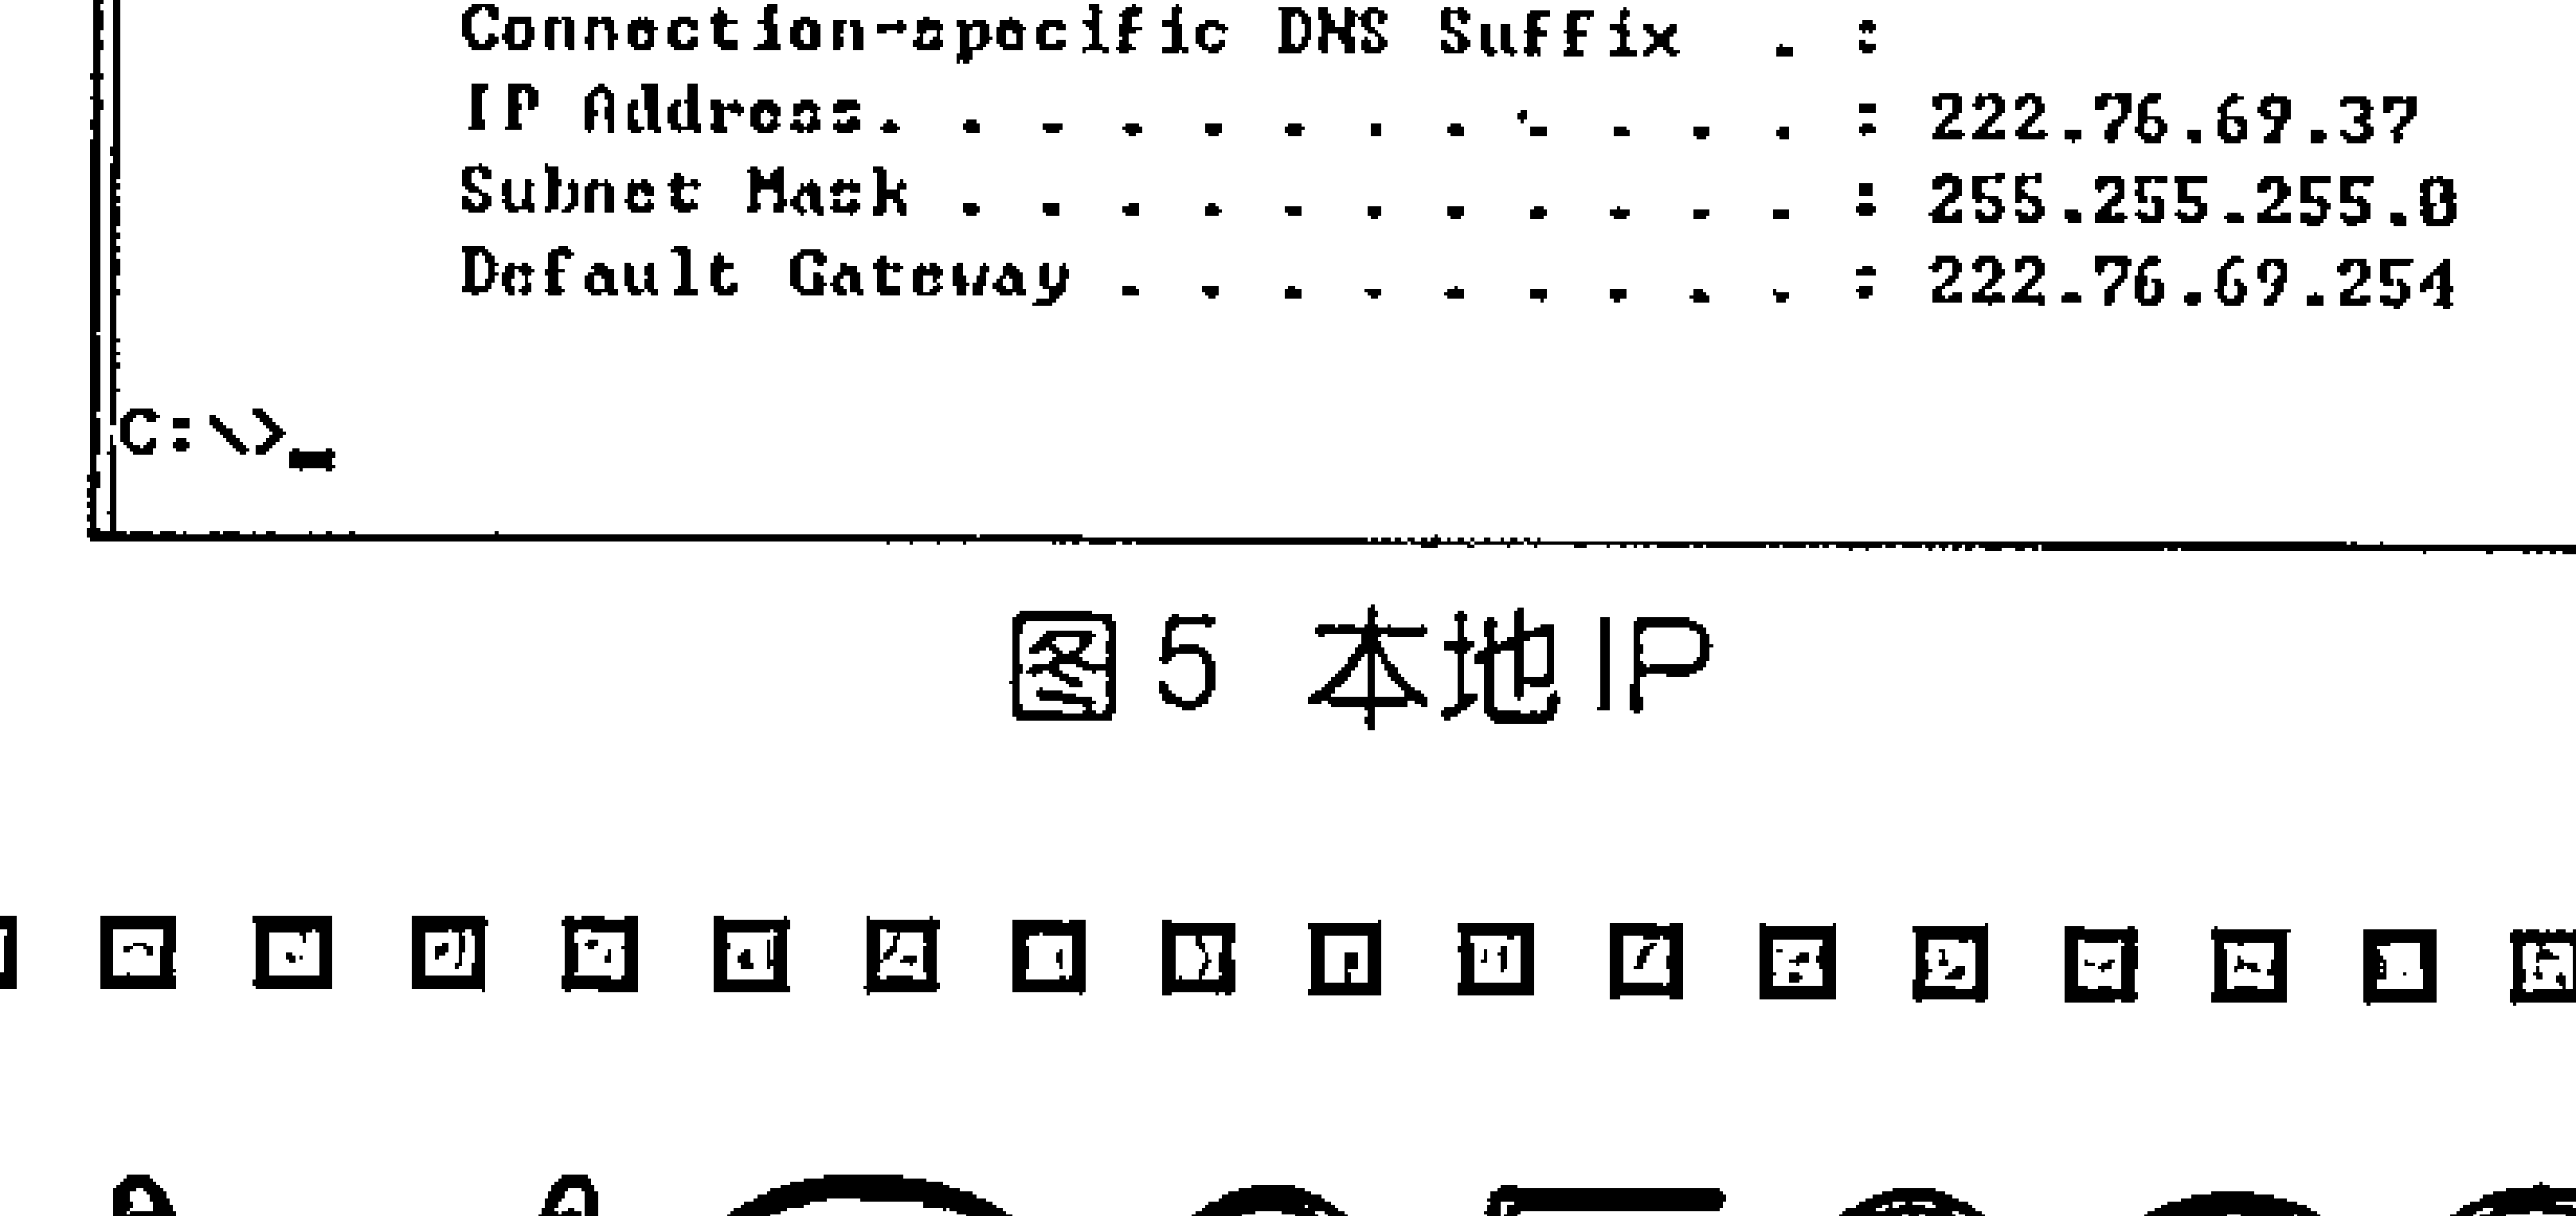 Connection-specific DNS Suffix  . :
IP Address. . . . . . . . . . . . : 222.76.69.37
Subnet Mask . . . . . . . . . . . : 255.255.255.0
Default Gateway . . . . . . . . . : 222.76.69.254
C:\>_
图5 本地IP